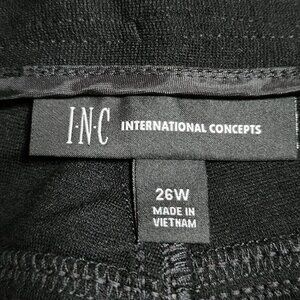 I·N·C INTERNATIONAL CONCEPTS
26W
MADE IN
VIETNAM